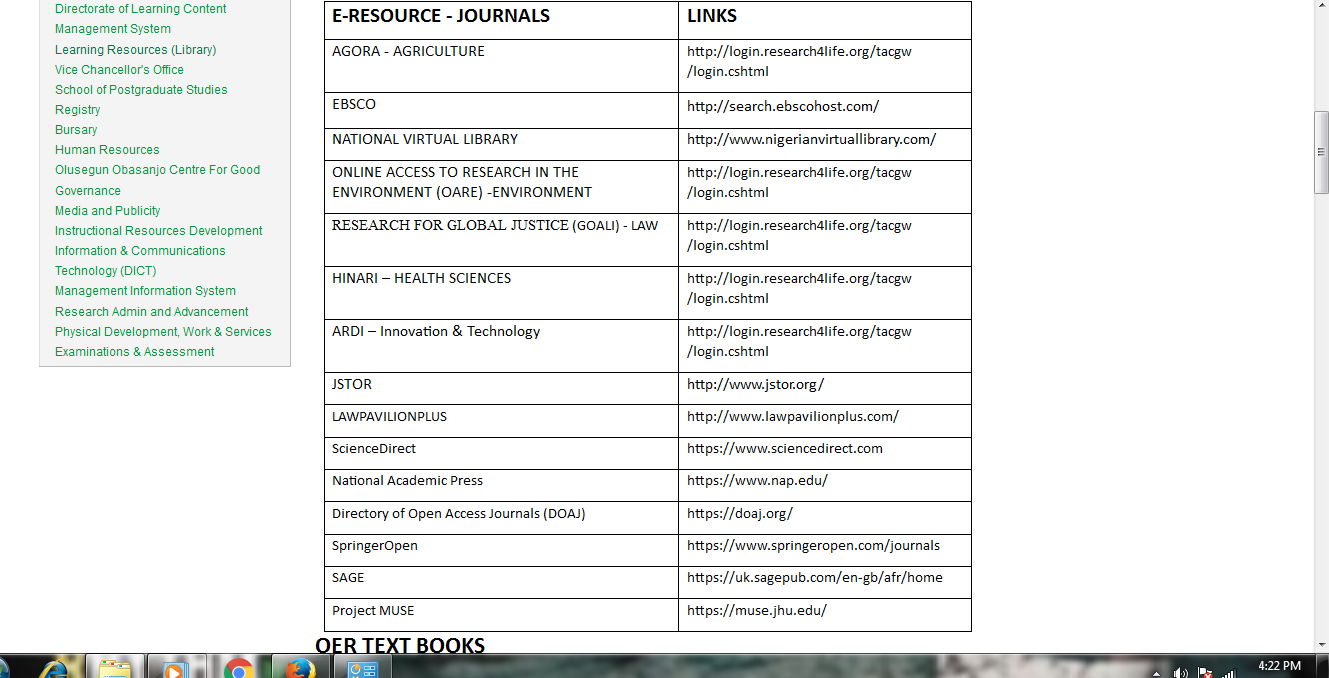 Directorate of Learning Content
Management System
Learning Resources (Library)
Vice Chancellor's Office
School of Postgraduate Studies
Registry
Bursary
Human Resources
Olusegun Obasanjo Centre For Good
Governance
Media and Publicity
Instructional Resources Development
Information & Communications
Technology (DICT)
Management Information System
Research Admin and Advancement
Physical Development, Work & Services
Examinations & Assessment
E-RESOURCE - JOURNALS LINKS
AGORA - AGRICULTURE http://login.research4life.org/tacgw
/login.cshtml
EBSCO http://search.ebscohost.com/
NATIONAL VIRTUAL LIBRARY http://www.nigerianvirtuallibrary.com/
ONLINE ACCESS TO RESEARCH IN THE http://login.research4life.org/tacgw
ENVIRONMENT (OARE) -ENVIRONMENT /login.cshtml
RESEARCH FOR GLOBAL JUSTICE (GOALI) - LAW http://login.research4life.org/tacgw
/login.cshtml
HINARI – HEALTH SCIENCES http://login.research4life.org/tacgw
/login.cshtml
ARDI – Innovation & Technology http://login.research4life.org/tacgw
/login.cshtml
JSTOR http://www.jstor.org/
LAWPAVILIONPLUS http://www.lawpavilionplus.com/
ScienceDirect https://www.sciencedirect.com
National Academic Press https://www.nap.edu/
Directory of Open Access Journals (DOAJ) https://doaj.org/
SpringerOpen https://www.springeropen.com/journals
SAGE https://uk.sagepub.com/en-gb/afr/home
Project MUSE https://muse.jhu.edu/
OER TEXT BOOKS
4:22 PM